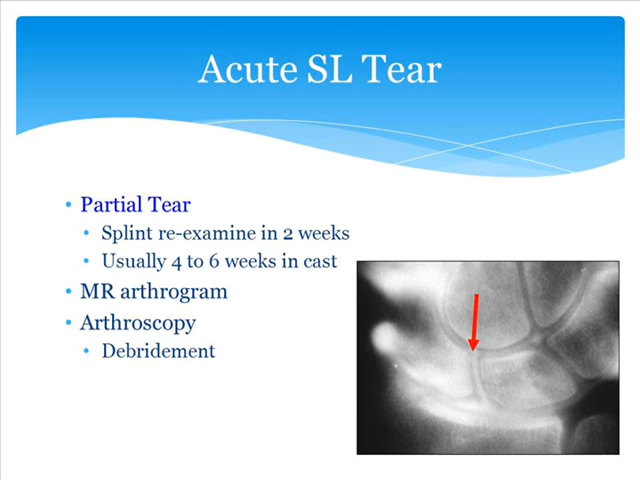 Acute SL Tear
• Partial Tear
• Splint re-examine in 2 weeks
• Usually 4 to 6 weeks in cast
• MR arthrogram
• Arthroscopy
• Debridement